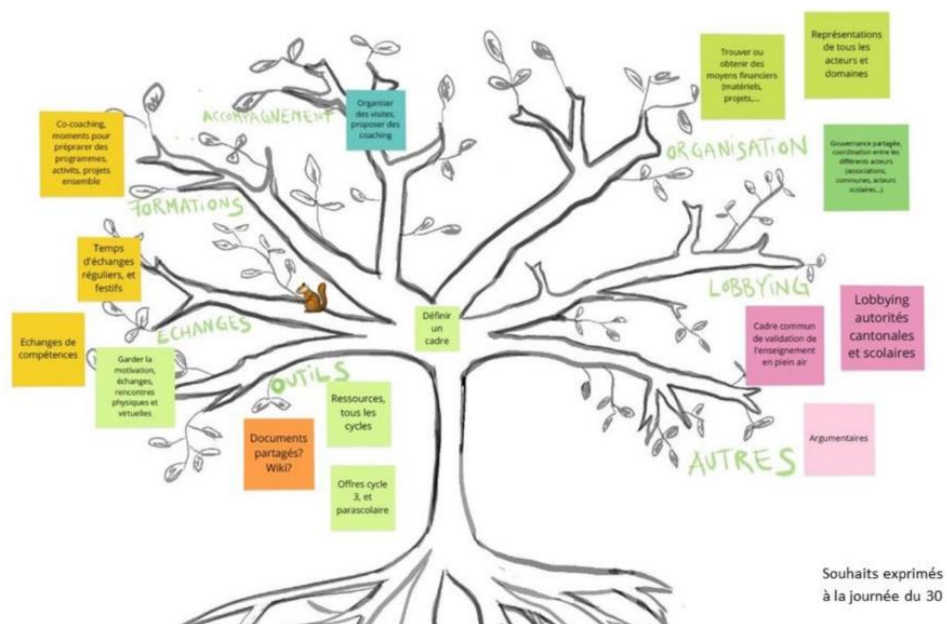 ACCOMPAGNEMENT
Organiser
des visites,
proposer des
coaching
Co-coaching,
moments pour
préparer des
programmes,
activits, projets
ensemble
FORMATIONS
Temps
d'échanges
réguliers, et
festifs
ECHANGES
Echanges de
compétences
Garder la
motivation,
échanges,
rencontres
physiques et
virtuelles
OUTILS
Ressources,
tous les
cycles
Documents
partagés?
Wiki?
Offres cycle
3, et
parascolaire
Définir
un
cadre
Trouver ou
obtenir des
moyens financiers
(matériels,
projets,...
Représentations
de tous les
acteurs et
domaines
ORGANISATION
Gouvernance partagée,
coordination entre les
différents acteurs
(associations,
communes, acteurs
scolaires...)
LOBBYING
Cadre commun
de validation de
l'enseignement
en plein air
Lobbying
autorités
cantonales
et scolaires
AUTRES
Argumentaires
Souhaits exprimés
à la journée du 30